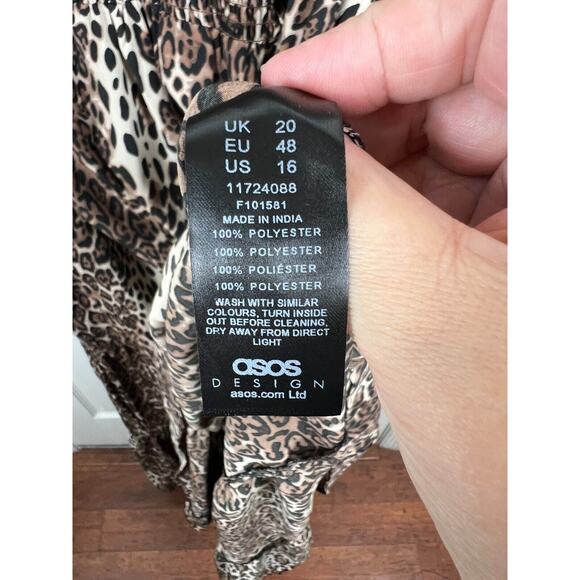 UK 20
EU 48
US 16
11724088
F101581
MADE IN INDIA
100% POLYESTER
100% POLYESTER
100% POLIÉSTER
100% POLYESTER
WASH WITH SIMILAR
COLOURS, TURN INSIDE
OUT BEFORE CLEANING,
DRY AWAY FROM DIRECT
LIGHT
asos
DESIGN
asos.com Ltd